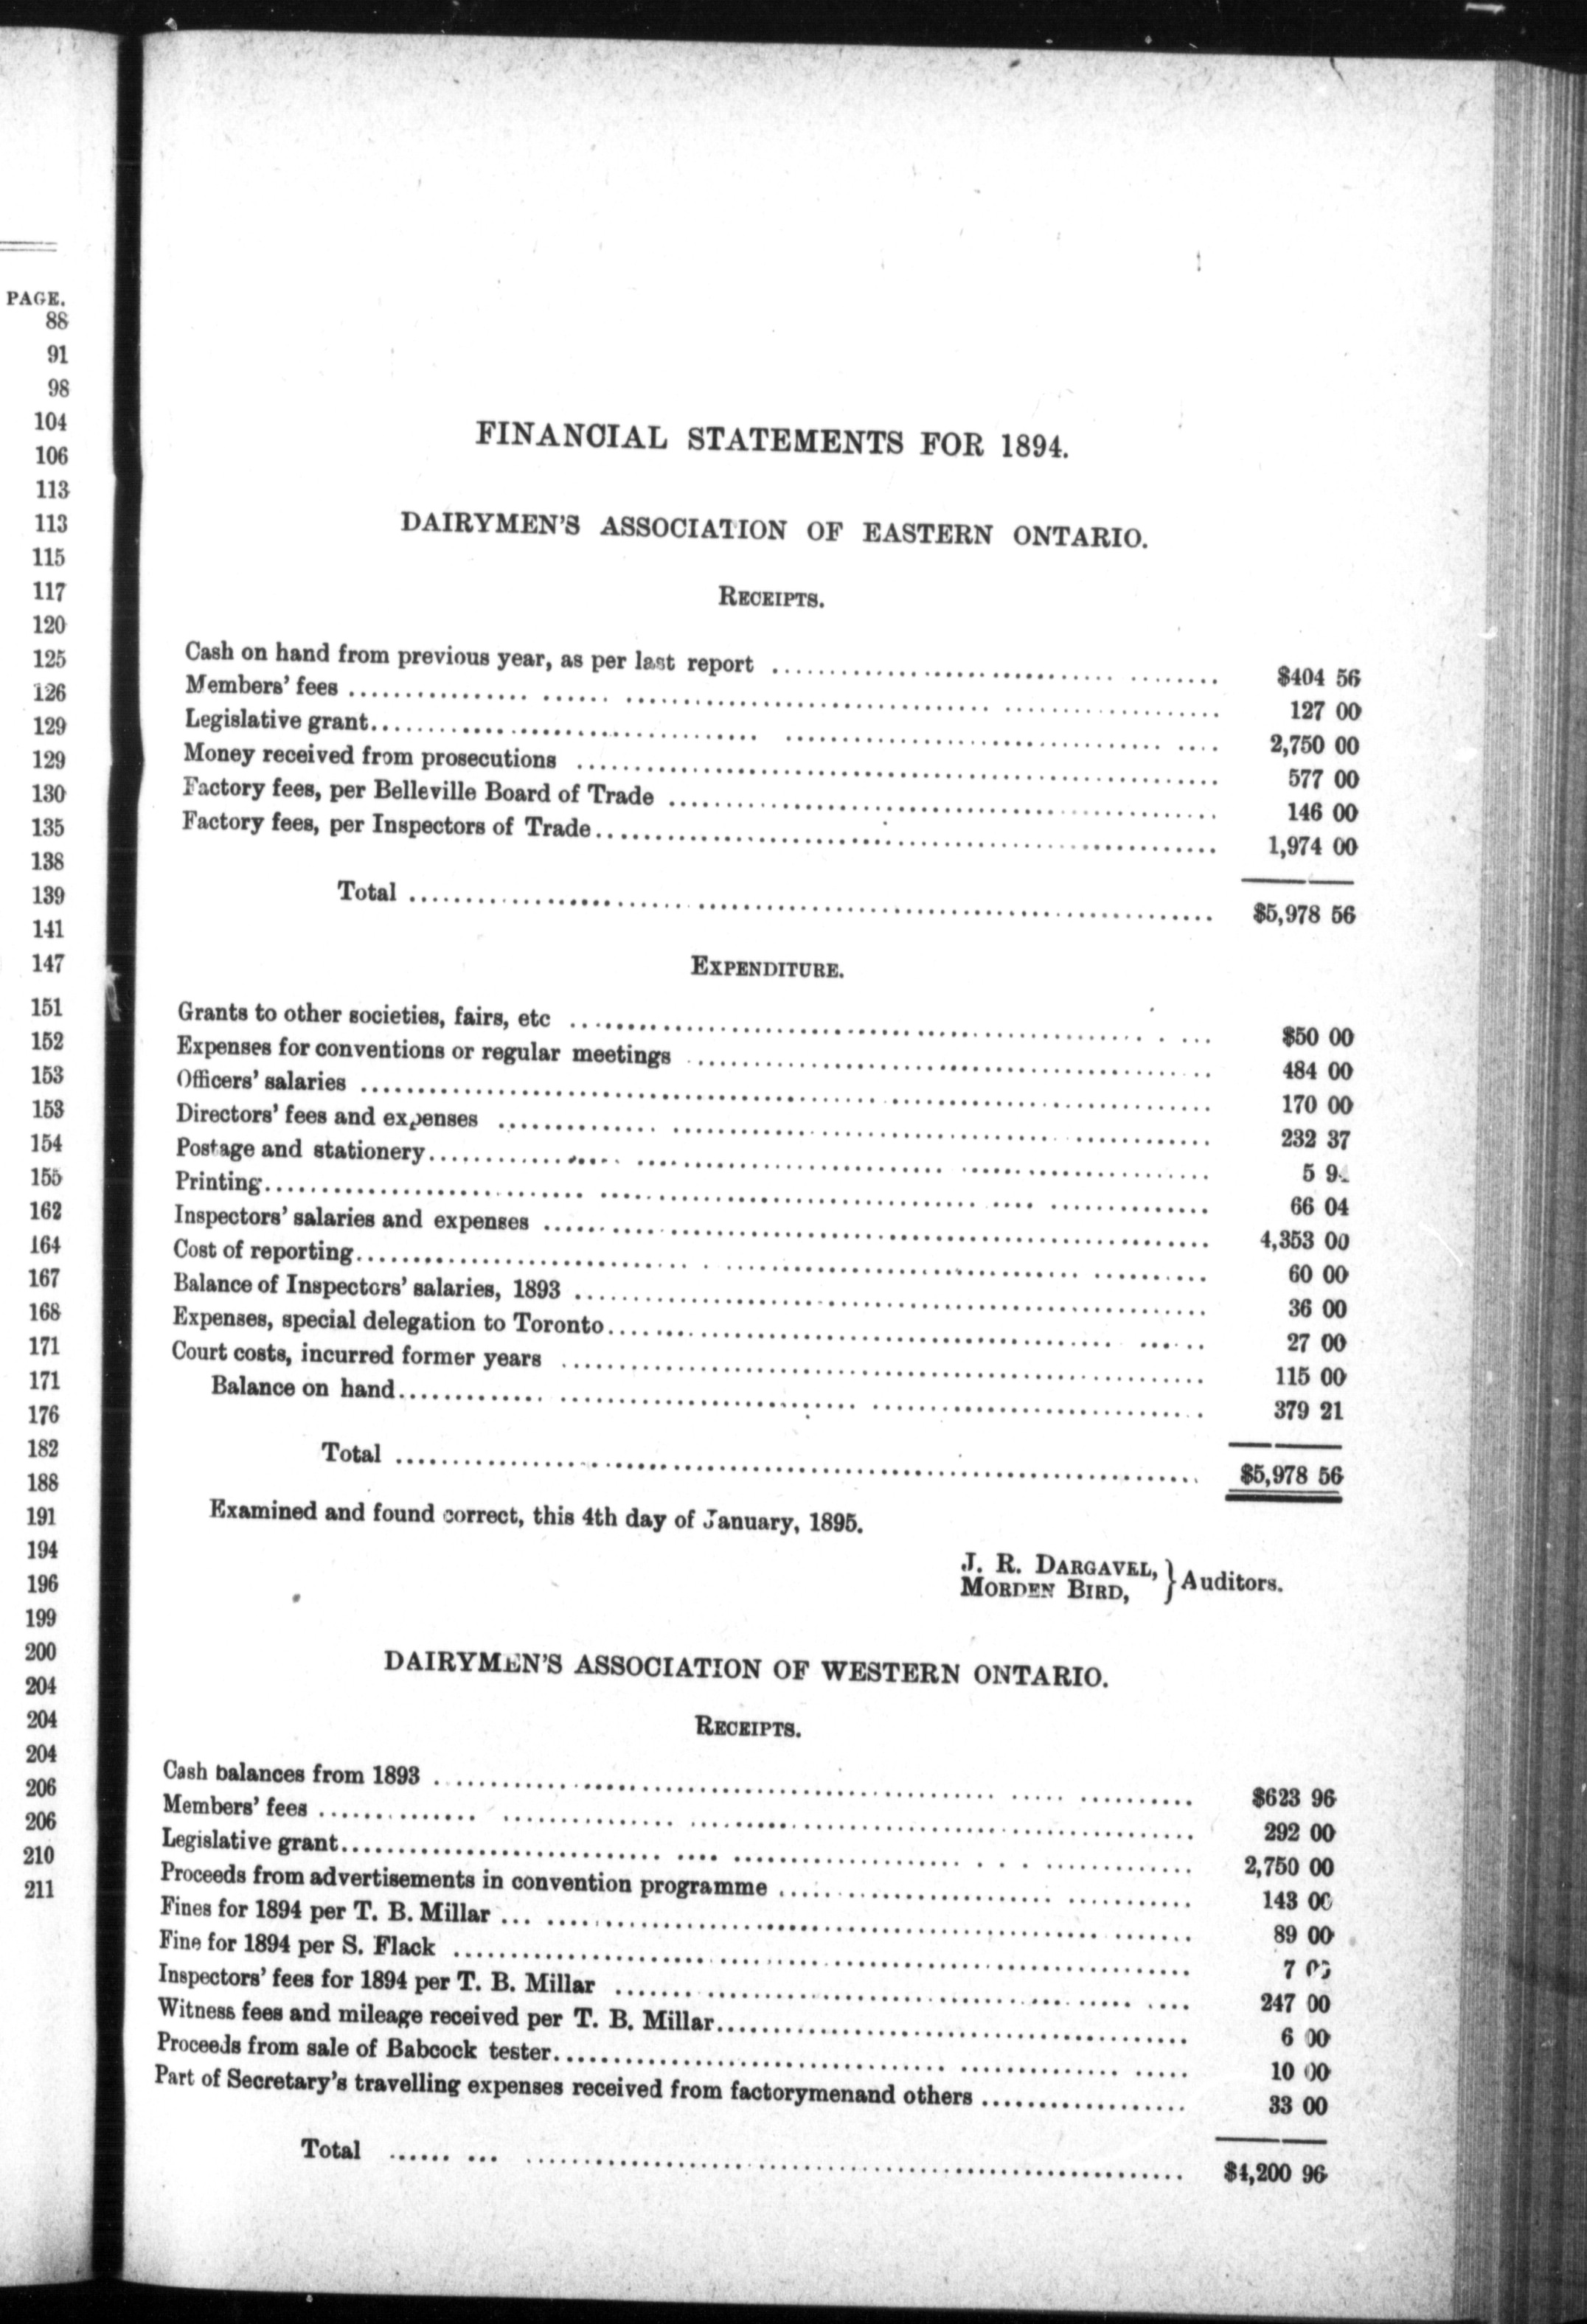 PAGE.
88
91
98
104
106
113
113
115
117
120
125
126
129
129
130
135
138
139
141
147
151
152
153
153
154
155
162
164
167
168
171
171
176
182
188
191
194
196
199
200
204
204
204
206
206
210
211
FINANCIAL STATEMENTS FOR 1894.
DAIRYMEN'S ASSOCIATION OF EASTERN ONTARIO.
RECEIPTS.
Cash on hand from previous year, as per last report $404 56
Members' fees 127 00
Legislative grant 2,750 00
Money received from prosecutions 577 00
Factory fees, per Belleville Board of Trade 146 00
Factory fees, per Inspectors of Trade 1,974 00
Total $5,978 56
EXPENDITURE.
Grants to other societies, fairs, etc $50 00
Expenses for conventions or regular meetings 484 00
Officers' salaries 170 00
Directors' fees and expenses 232 37
Postage and stationery 5
Printing 66 04
Inspectors' salaries and expenses 4,353 00
Cost of reporting 60 00
Balance of Inspectors' salaries, 1893 36 00
Expenses, special delegation to Toronto 27 00
Court costs, incurred former years 115 00
Balance on hand 379 21
Total $5,978 56
Examined and found correct, this 4th day of January, 1895.
J. R. DARGAVEL,
MORDEN BIRD, } Auditors.
DAIRYMEN'S ASSOCIATION OF WESTERN ONTARIO.
RECEIPTS.
Cash balances from 1893 $623 96
Members' fees 292 00
Legislative grant 2,750 00
Proceeds from advertisements in convention programme 143 00
Fines for 1894 per T. B. Millar 89 00
Fine for 1894 per S. Flack 7
Inspectors' fees for 1894 per T. B. Millar 247 00
Witness fees and mileage received per T. B. Millar 6 00
Proceeds from sale of Babcock tester 10 00
Part of Secretary's travelling expenses received from factorymenand others 33 00
Total $4,200 96